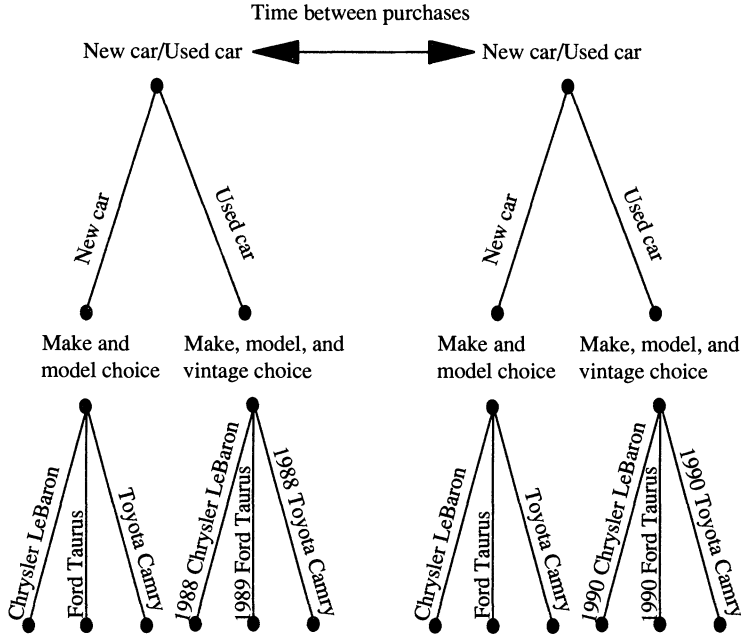 Time between purchases
New car/Used car
New car/Used car
New car
Used car
New car
Used car
Make and
model choice
Make, model, and
vintage choice
Make and
model choice
Make, model, and
vintage choice
Chrysler LeBaron
Ford Taurus
Toyota Camry
1988 Chrysler LeBaron
1989 Ford Taurus
1988 Toyota Camry
Chrysler LeBaron
Ford Taurus
Toyota Camry
1990 Chrysler LeBaron
1990 Ford Taurus
1990 Toyota Camry